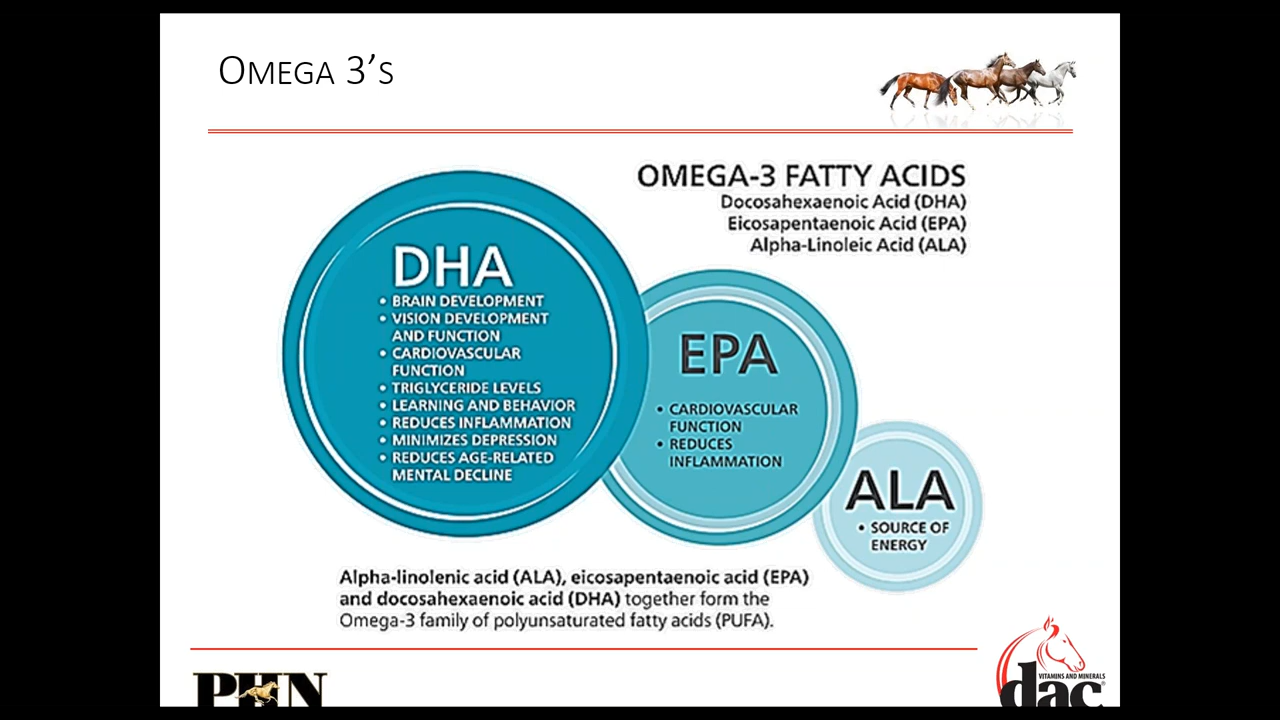 Omega 3's
OMEGA-3 FATTY ACIDS
Docosahexaenoic Acid (DHA)
Eicosapentaenoic Acid (EPA)
Alpha-Linoleic Acid (ALA)
DHA
• BRAIN DEVELOPMENT
• VISION DEVELOPMENT
AND FUNCTION
• CARDIOVASCULAR
FUNCTION
• TRIGLYCERIDE LEVELS
• LEARNING AND BEHAVIOR
• REDUCES INFLAMMATION
• MINIMIZES DEPRESSION
• REDUCES AGE-RELATED
MENTAL DECLINE
EPA
• CARDIOVASCULAR
FUNCTION
• REDUCES
INFLAMMATION
ALA
• SOURCE OF
ENERGY
Alpha-linolenic acid (ALA), eicosapentaenoic acid (EPA)
and docosahexaenoic acid (DHA) together form the
Omega-3 family of polyunsaturated fatty acids (PUFA).
PHN
dac
VITAMINS AND MINERALS